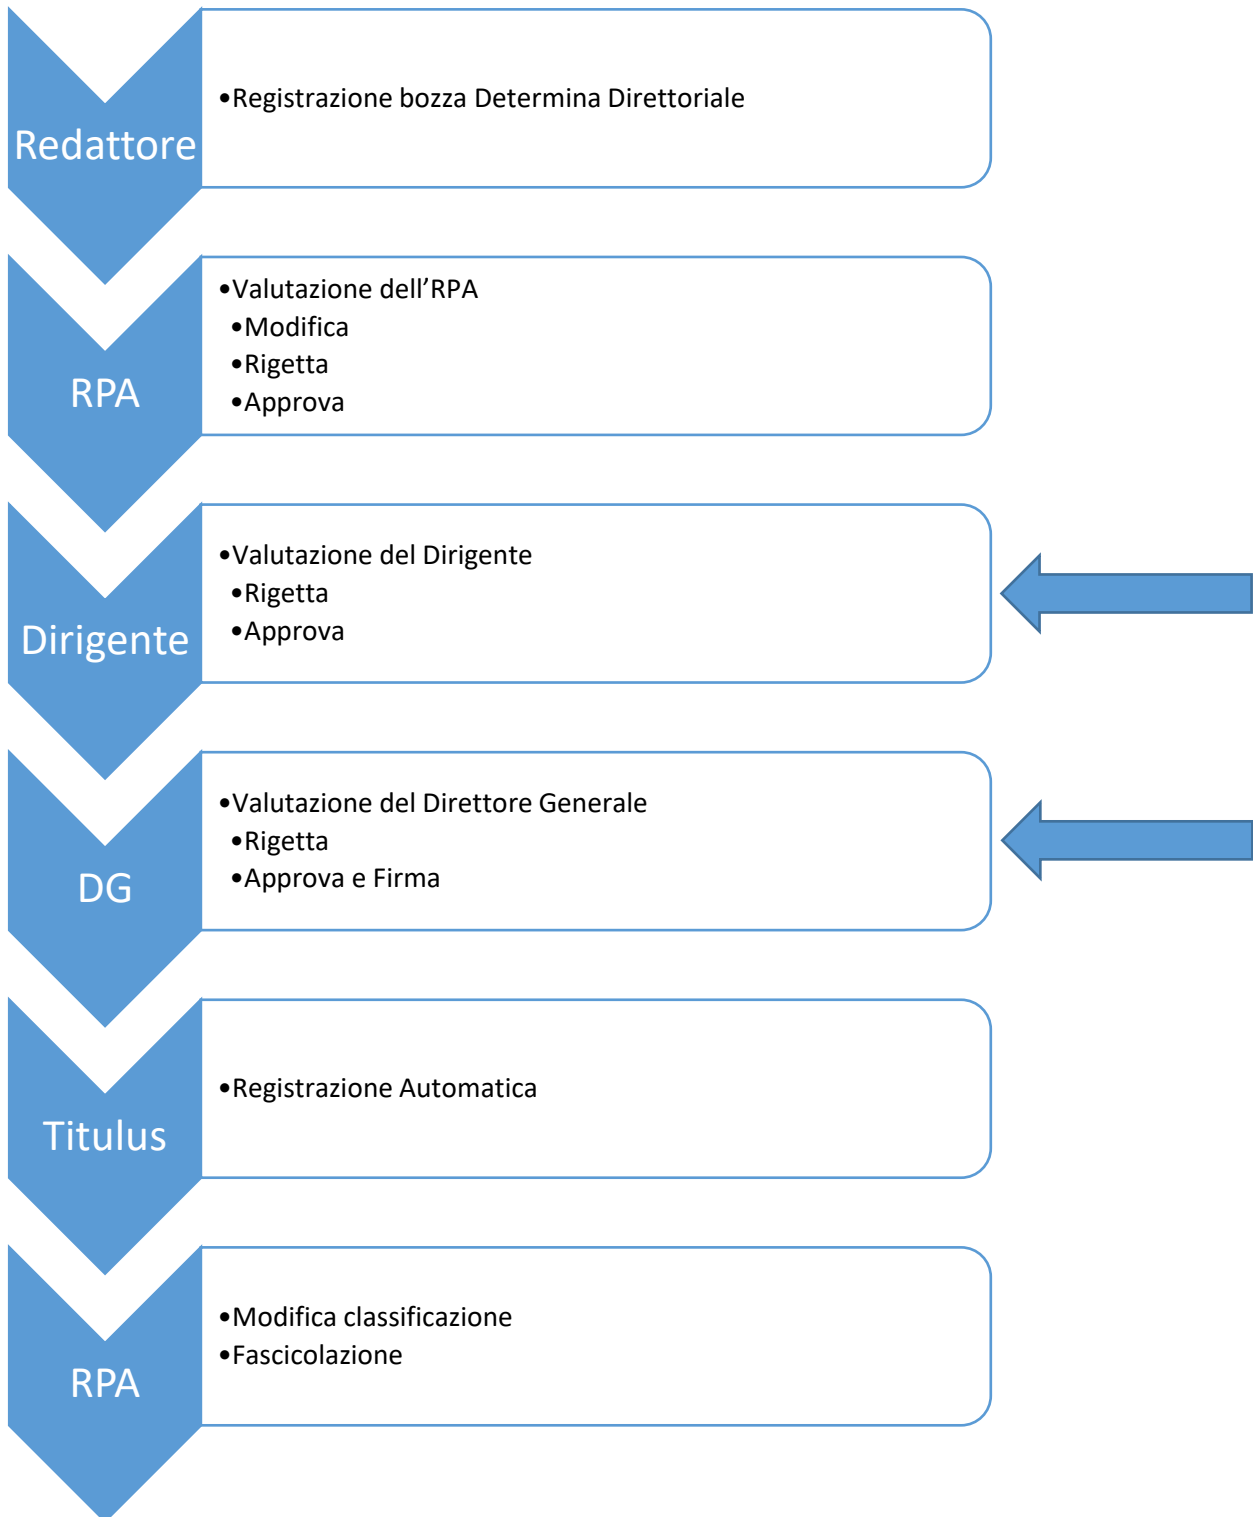 Redattore
•Registrazione bozza Determina Direttoriale
RPA
•Valutazione dell’RPA
•Modifica
•Rigetta
•Approva
Dirigente
•Valutazione del Dirigente
•Rigetta
•Approva
DG
•Valutazione del Direttore Generale
•Rigetta
•Approva e Firma
Titulus
•Registrazione Automatica
RPA
•Modifica classificazione
•Fascicolazione